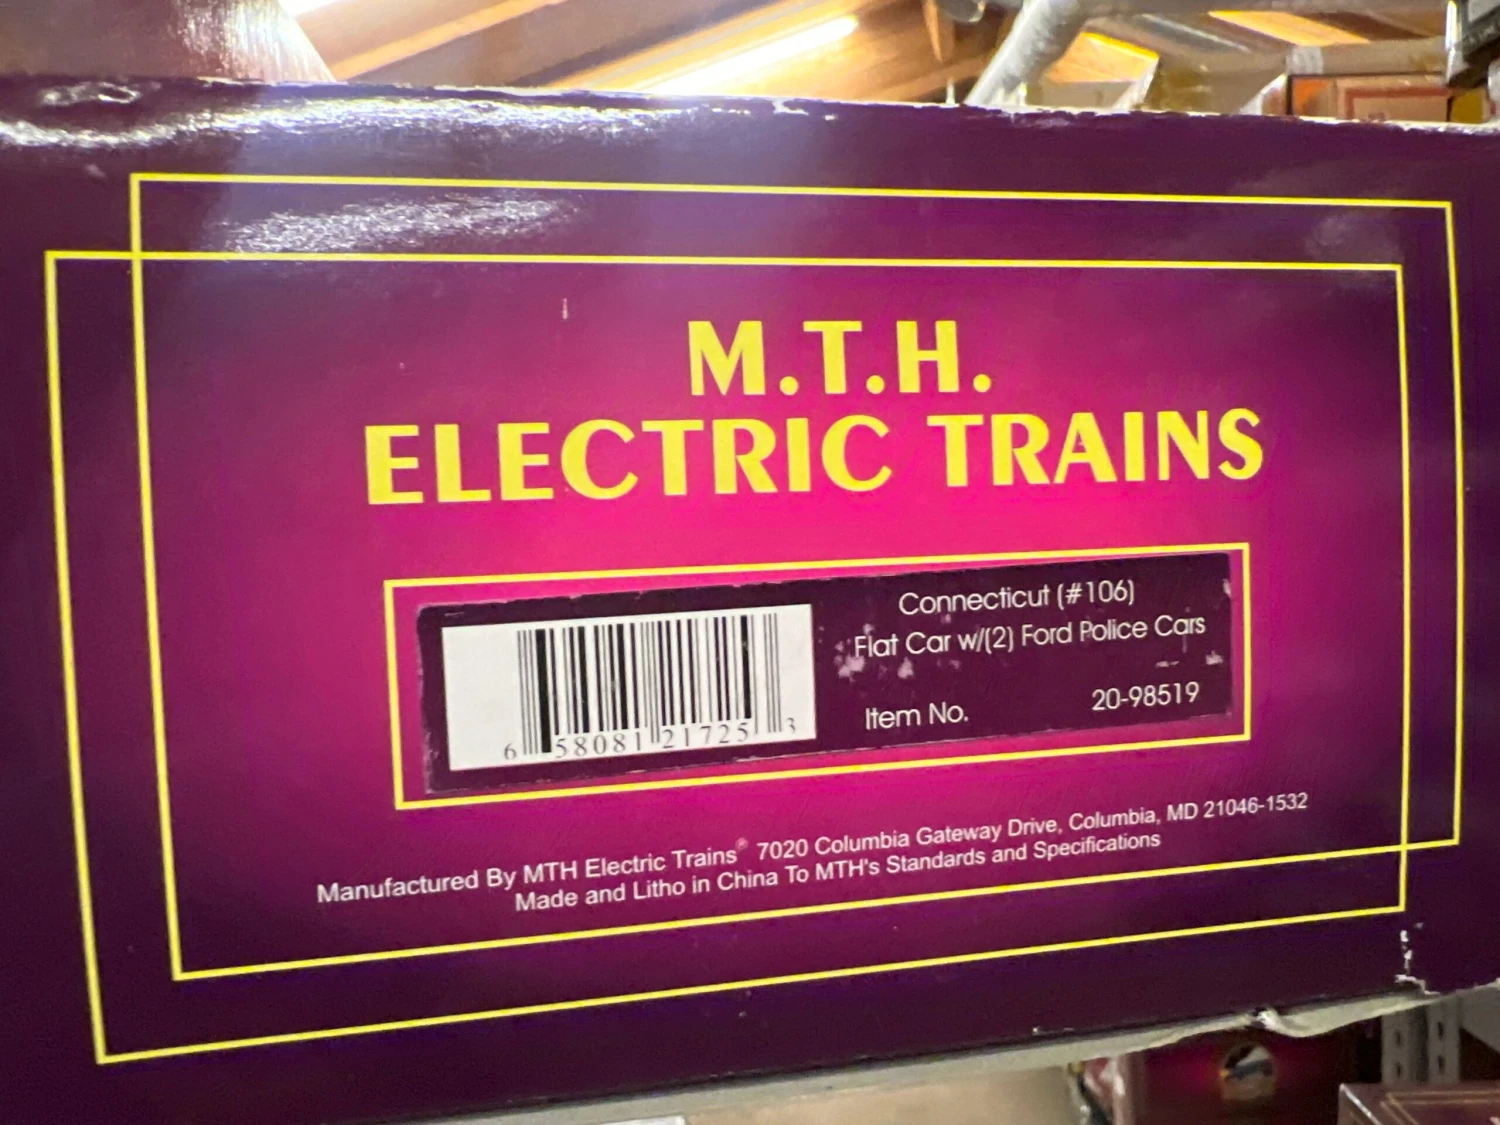 M.T.H.
ELECTRIC TRAINS
Connecticut (#106)
Flat Car w/(2) Ford Police Cars
Item No. 20-98519
6 58081 21725 3
Manufactured By MTH Electric Trains® 7020 Columbia Gateway Drive, Columbia, MD 21046-1532
Made and Litho in China To MTH's Standards and Specifications